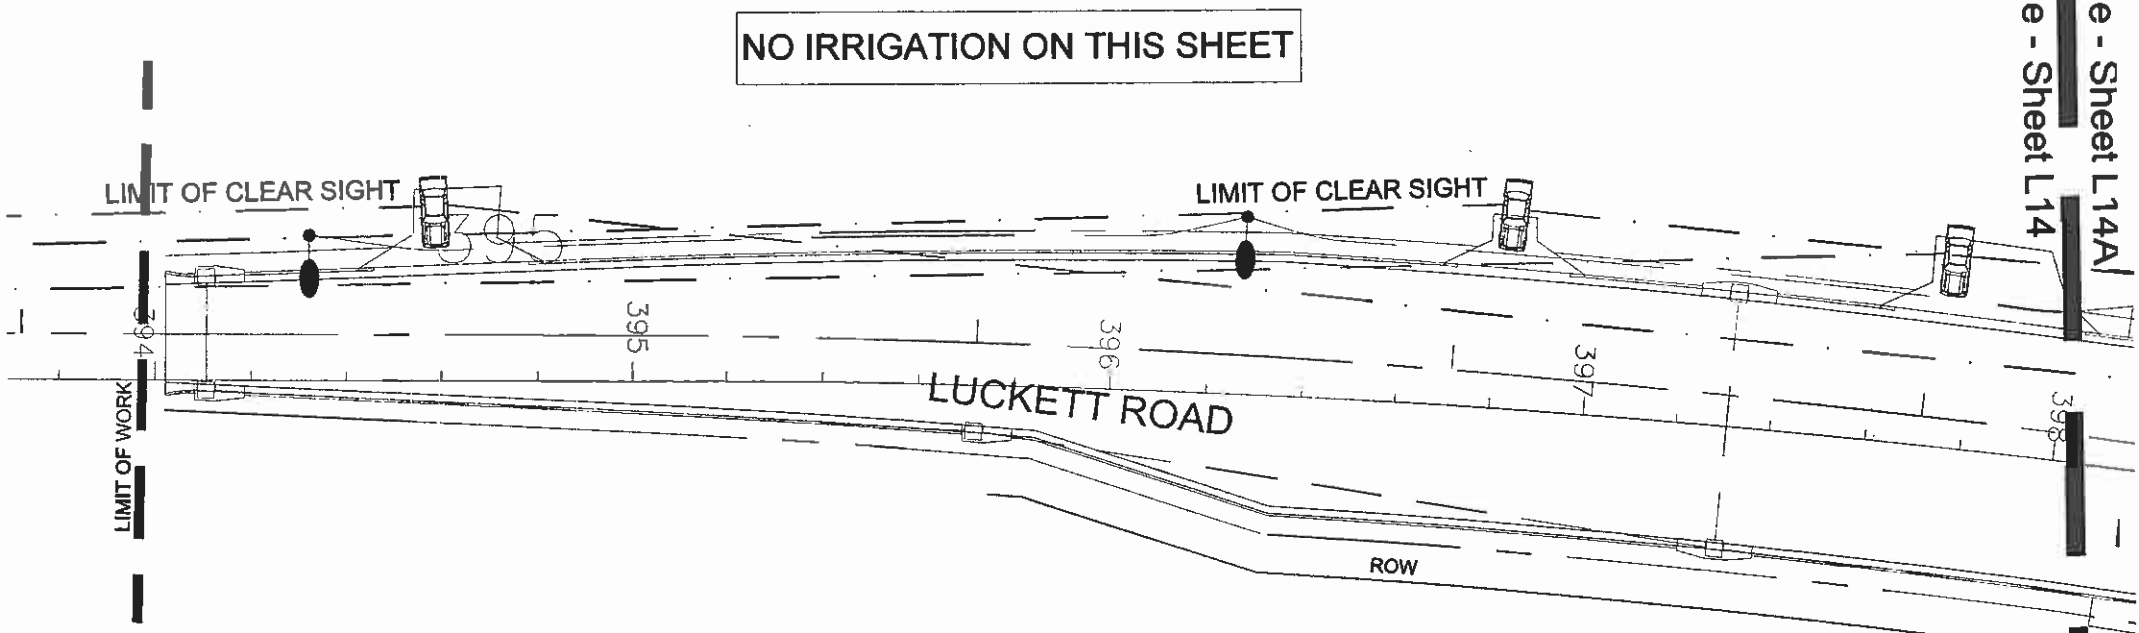 NO IRRIGATION ON THIS SHEET
e - Sheet L14A
e - Sheet L14
LIMIT OF CLEAR SIGHT
LIMIT OF CLEAR SIGHT
395
394
395
396
397
398
LUCKETT ROAD
LIMIT OF WORK
ROW